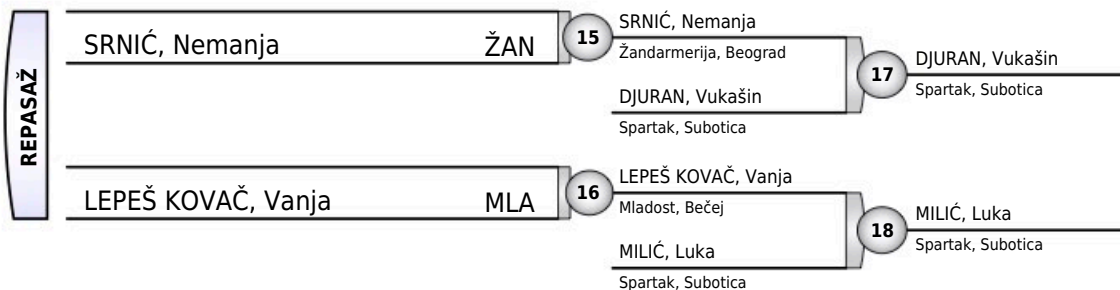 REPASAŽ
SRNIĆ, Nemanja ŽAN
15
SRNIĆ, Nemanja
Žandarmerija, Beograd
DJURAN, Vukašin
Spartak, Subotica
17
DJURAN, Vukašin
Spartak, Subotica
LEPEŠ KOVAČ, Vanja MLA
16
LEPEŠ KOVAČ, Vanja
Mladost, Bečej
MILIĆ, Luka
Spartak, Subotica
18
MILIĆ, Luka
Spartak, Subotica